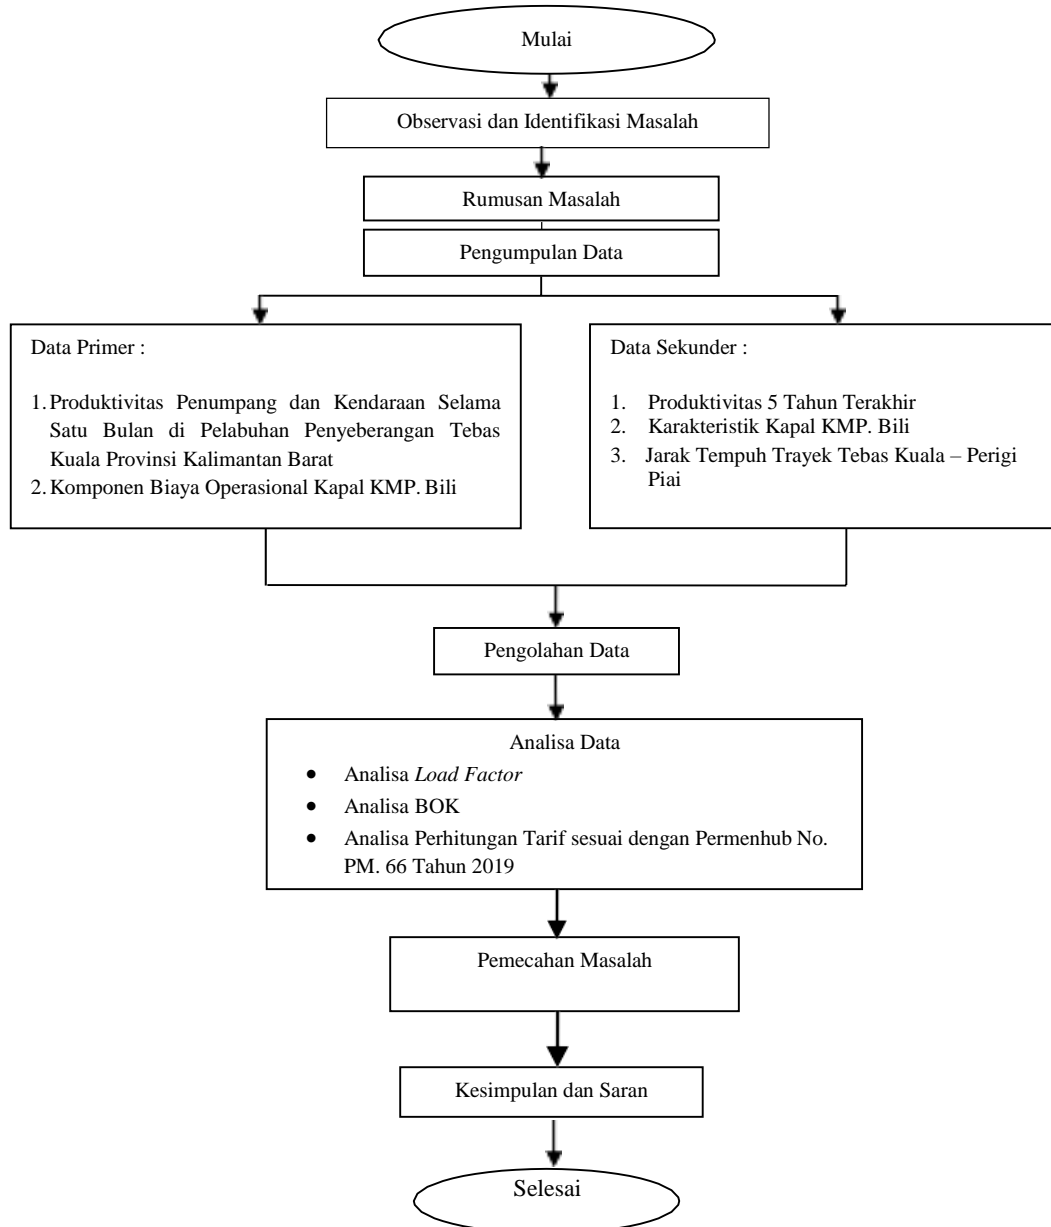 Mulai
Observasi dan Identifikasi Masalah
Rumusan Masalah
Pengumpulan Data
Data Primer :
1. Produktivitas Penumpang dan Kendaraan Selama
Satu Bulan di Pelabuhan Penyeberangan Tebas
Kuala Provinsi Kalimantan Barat
2. Komponen Biaya Operasional Kapal KMP. Bili
Data Sekunder :
1. Produktivitas 5 Tahun Terakhir
2. Karakteristik Kapal KMP. Bili
3. Jarak Tempuh Trayek Tebas Kuala – Perigi
Piai
Pengolahan Data
Analisa Data
• Analisa Load Factor
• Analisa BOK
• Analisa Perhitungan Tarif sesuai dengan Permenhub No.
PM. 66 Tahun 2019
Pemecahan Masalah
Kesimpulan dan Saran
Selesai